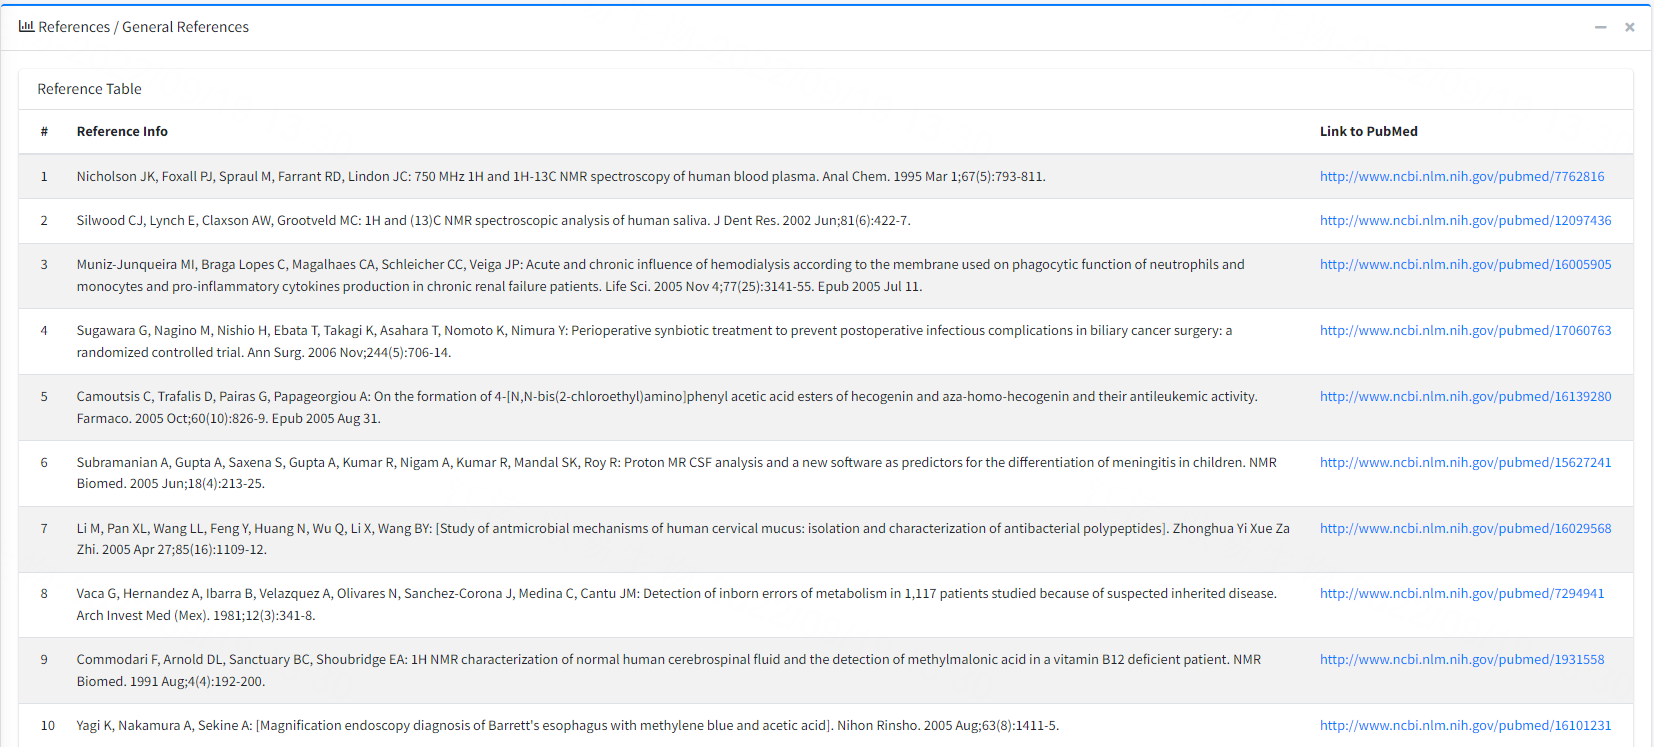 References / General References
Reference Table
# Reference Info Link to PubMed
1 Nicholson JK, Foxall PJ, Spraul M, Farrant RD, Lindon JC: 750 MHz 1H and 1H-13C NMR spectroscopy of human blood plasma. Anal Chem. 1995 Mar 1;67(5):793-811. http://www.ncbi.nlm.nih.gov/pubmed/7762816
2 Silwood CJ, Lynch E, Claxson AW, Grootveld MC: 1H and (13)C NMR spectroscopic analysis of human saliva. J Dent Res. 2002 Jun;81(6):422-7. http://www.ncbi.nlm.nih.gov/pubmed/12097436
3 Muniz-Junqueira MI, Braga Lopes C, Magalhaes CA, Schleicher CC, Veiga JP: Acute and chronic influence of hemodialysis according to the membrane used on phagocytic function of neutrophils and http://www.ncbi.nlm.nih.gov/pubmed/16005905
monocytes and pro-inflammatory cytokines production in chronic renal failure patients. Life Sci. 2005 Nov 4;77(25):3141-55. Epub 2005 Jul 11.
4 Sugawara G, Nagino M, Nishio H, Ebata T, Takagi K, Asahara T, Nomoto K, Nimura Y: Perioperative synbiotic treatment to prevent postoperative infectious complications in biliary cancer surgery: a http://www.ncbi.nlm.nih.gov/pubmed/17060763
randomized controlled trial. Ann Surg. 2006 Nov;244(5):706-14.
5 Camoutsis C, Trafalis D, Pairas G, Papageorgiou A: On the formation of 4-[N,N-bis(2-chloroethyl)amino]phenyl acetic acid esters of hecogenin and aza-homo-hecogenin and their antileukemic activity. http://www.ncbi.nlm.nih.gov/pubmed/16139280
Farmaco. 2005 Oct;60(10):826-9. Epub 2005 Aug 31.
6 Subramanian A, Gupta A, Saxena S, Gupta A, Kumar R, Nigam A, Kumar R, Mandal SK, Roy R: Proton MR CSF analysis and a new software as predictors for the differentiation of meningitis in children. NMR http://www.ncbi.nlm.nih.gov/pubmed/15627241
Biomed. 2005 Jun;18(4):213-25.
7 Li M, Pan XL, Wang LL, Feng Y, Huang N, Wu Q, Li X, Wang BY: [Study of antmicrobial mechanisms of human cervical mucus: isolation and characterization of antibacterial polypeptides]. Zhonghua Yi Xue Za http://www.ncbi.nlm.nih.gov/pubmed/16029568
Zhi. 2005 Apr 27;85(16):1109-12.
8 Vaca G, Hernandez A, Ibarra B, Velazquez A, Olivares N, Sanchez-Corona J, Medina C, Cantu JM: Detection of inborn errors of metabolism in 1,117 patients studied because of suspected inherited disease. http://www.ncbi.nlm.nih.gov/pubmed/7294941
Arch Invest Med (Mex). 1981;12(3):341-8.
9 Commodari F, Arnold DL, Sanctuary BC, Shoubridge EA: 1H NMR characterization of normal human cerebrospinal fluid and the detection of methylmalonic acid in a vitamin B12 deficient patient. NMR http://www.ncbi.nlm.nih.gov/pubmed/1931558
Biomed. 1991 Aug;4(4):192-200.
10 Yagi K, Nakamura A, Sekine A: [Magnification endoscopy diagnosis of Barrett's esophagus with methylene blue and acetic acid]. Nihon Rinsho. 2005 Aug;63(8):1411-5. http://www.ncbi.nlm.nih.gov/pubmed/16101231